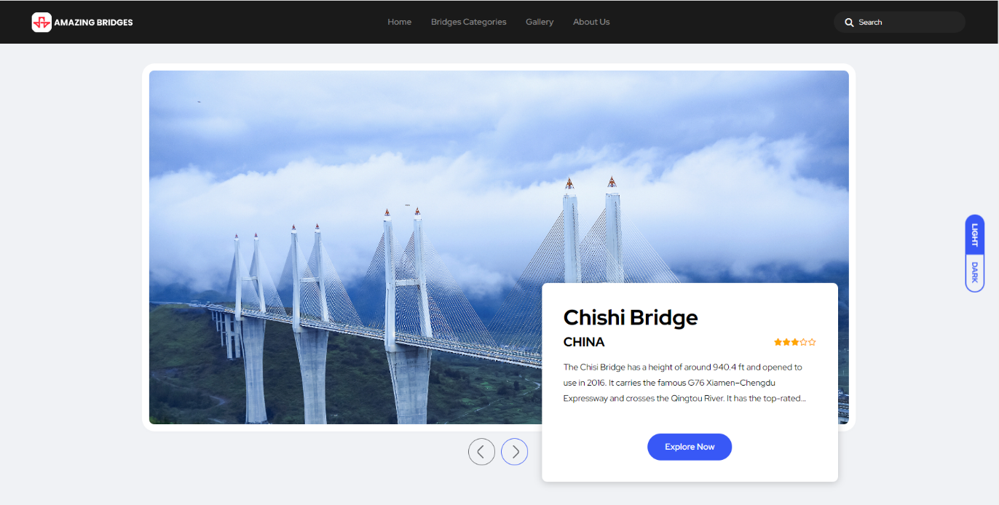 AMAZING BRIDGES
Home
Bridges Categories
Gallery
About Us
Search
LIGHT
DARK
Chishi Bridge
CHINA
The Chisi Bridge has a height of around 940.4 ft and opened to
use in 2016. It carries the famous G76 Xiamen–Chengdu
Expressway and crosses the Qingtou River. It has the top-rated...
Explore Now